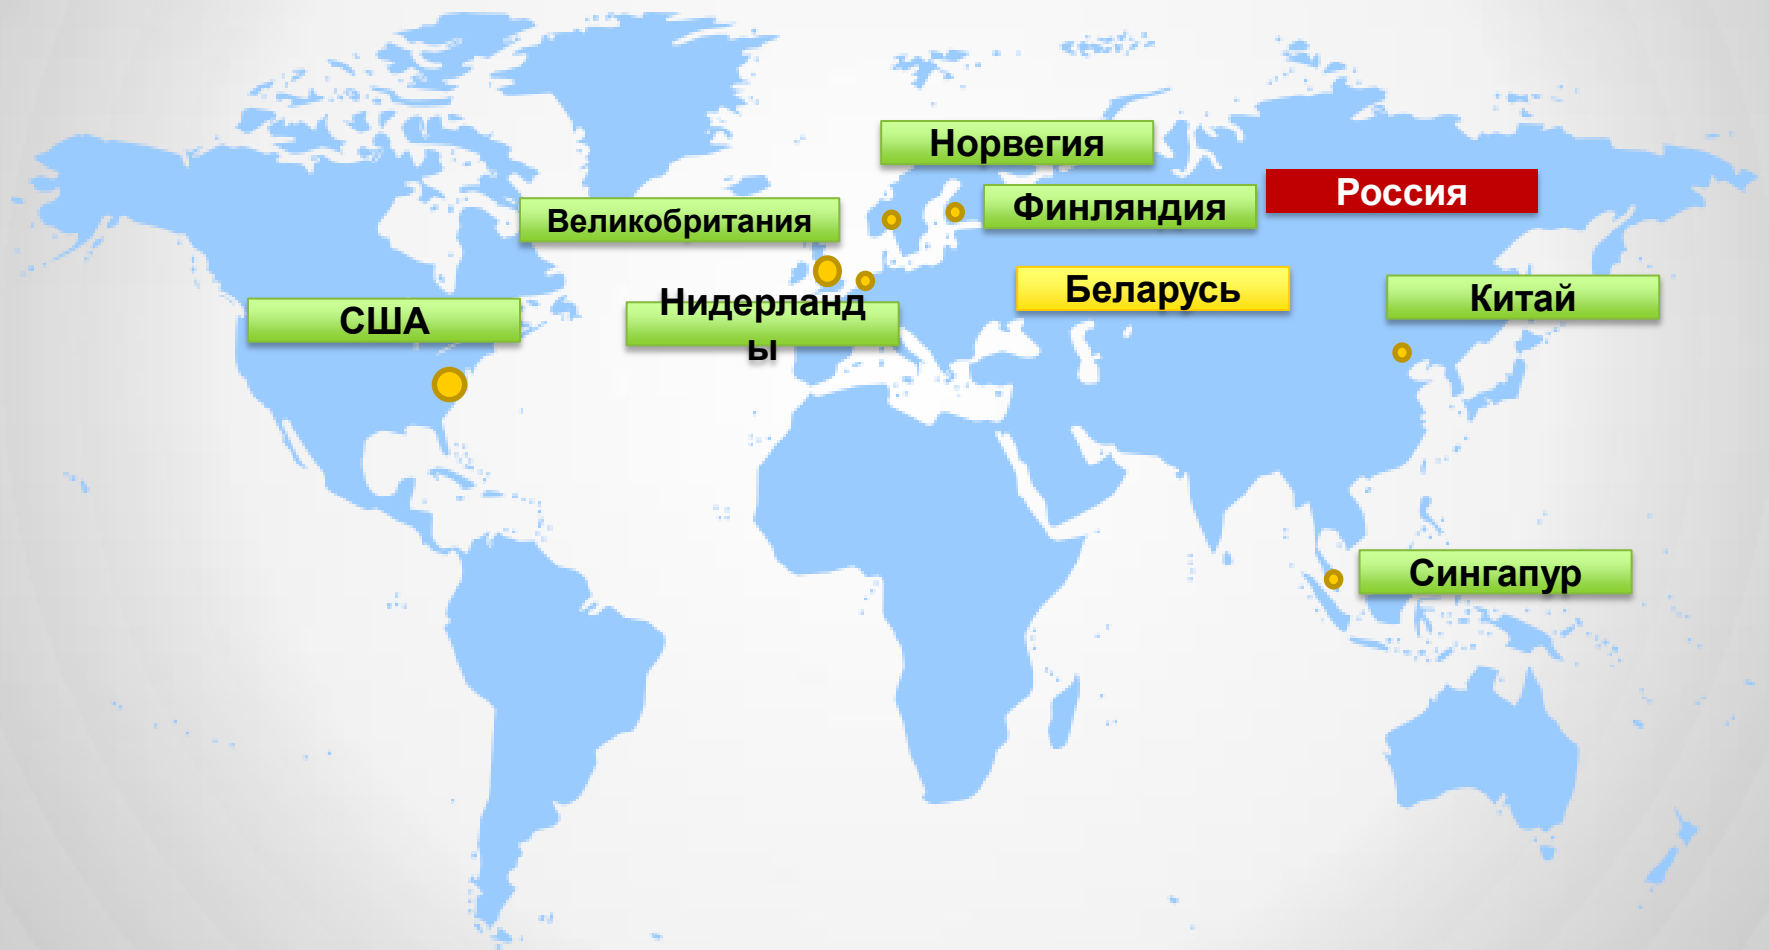 Норвегия
Россия
Финляндия
Великобритания
Беларусь
Китай
Нидерланд
ы
США
Сингапур